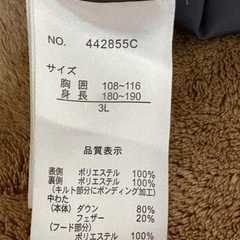 NO. 442855C
サイズ
胸囲 108~116
身長 180~190
3L
品質表示
表側 ポリエステル 100%
裏側 ポリエステル 100%
(キルト部分にボンディング加工)
中わた
(本体) ダウン 80%
フェザー 20%
(フード部分)
ポリエステル 100%